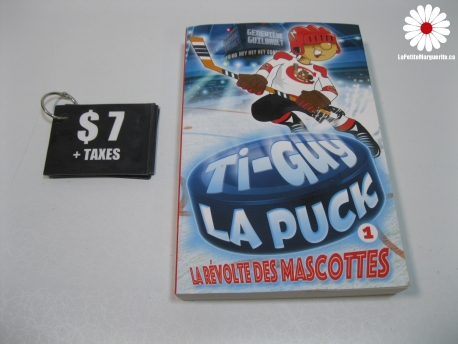 LaPetiteMarguerite.ca
$ 7
+ TAXES
GENEVIÈVE
GUILBAULT
Ti-GUY
LA PUCK
1
LA RÉVOLTE DES MASCOTTES